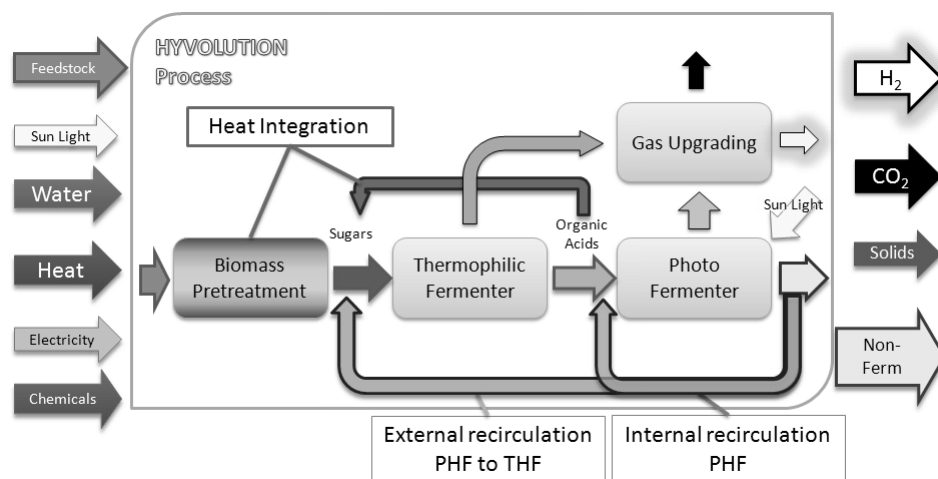 HYVOLUTION
Process
Feedstock
Sun Light
Water
Heat
Electricity
Chemicals
Heat Integration
Gas Upgrading
Sugars
Organic
Acids
Sun Light
Biomass
Pretreatment
Thermophilic
Fermenter
Photo
Fermenter
External recirculation
PHF to THF
Internal recirculation
PHF
H₂
CO₂
Solids
Non-
Ferm